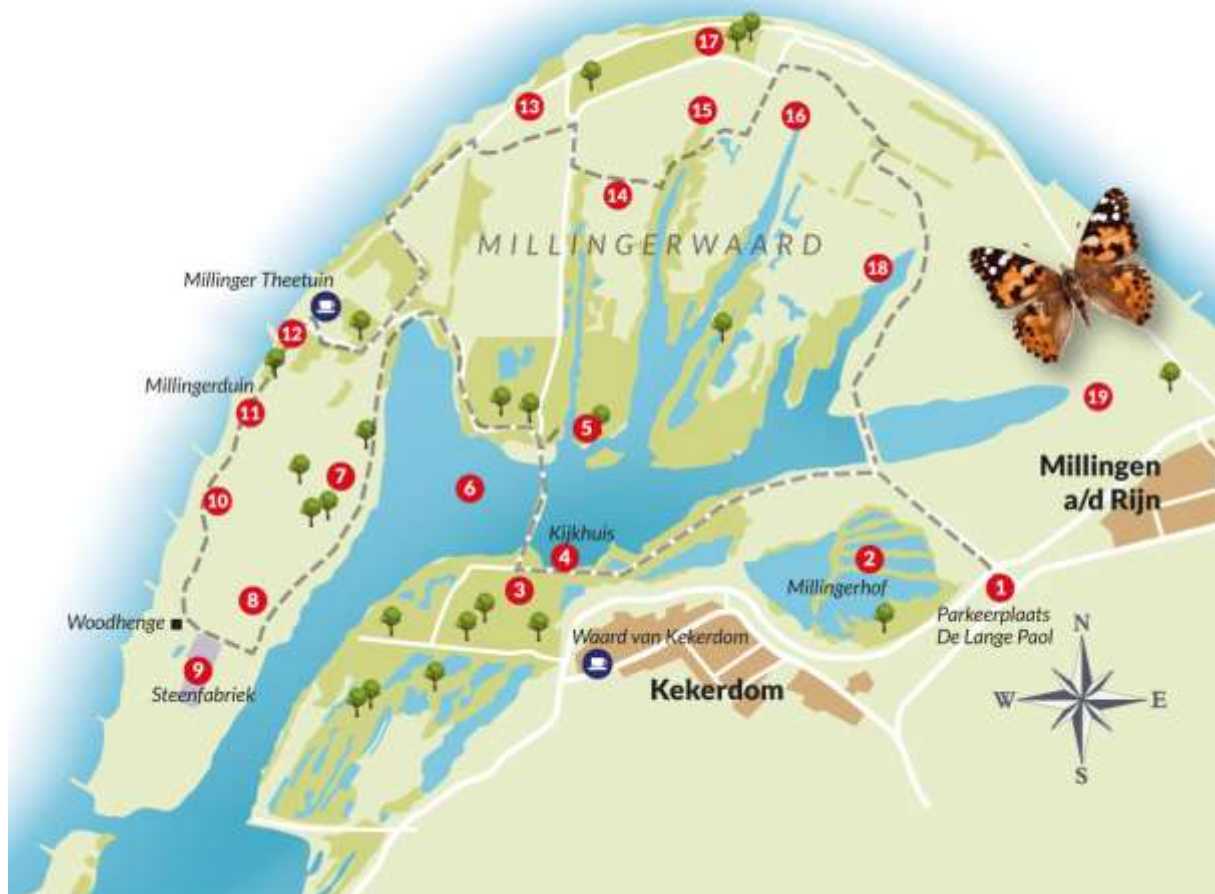 17
13
15
16
14
MILLINGERWAARD
18
Millinger Theetuin
12
Millingerduin
11
19
5
Millingen
a/d Rijn
7
6
10
Kijkhuis
4
2
Millingerhof
3
1
Parkeerplaats
De Lange Paol
8
Woodhenge
Waard van Kekerdom
9
Steenfabriek
Kekerdom
N
W
E
S